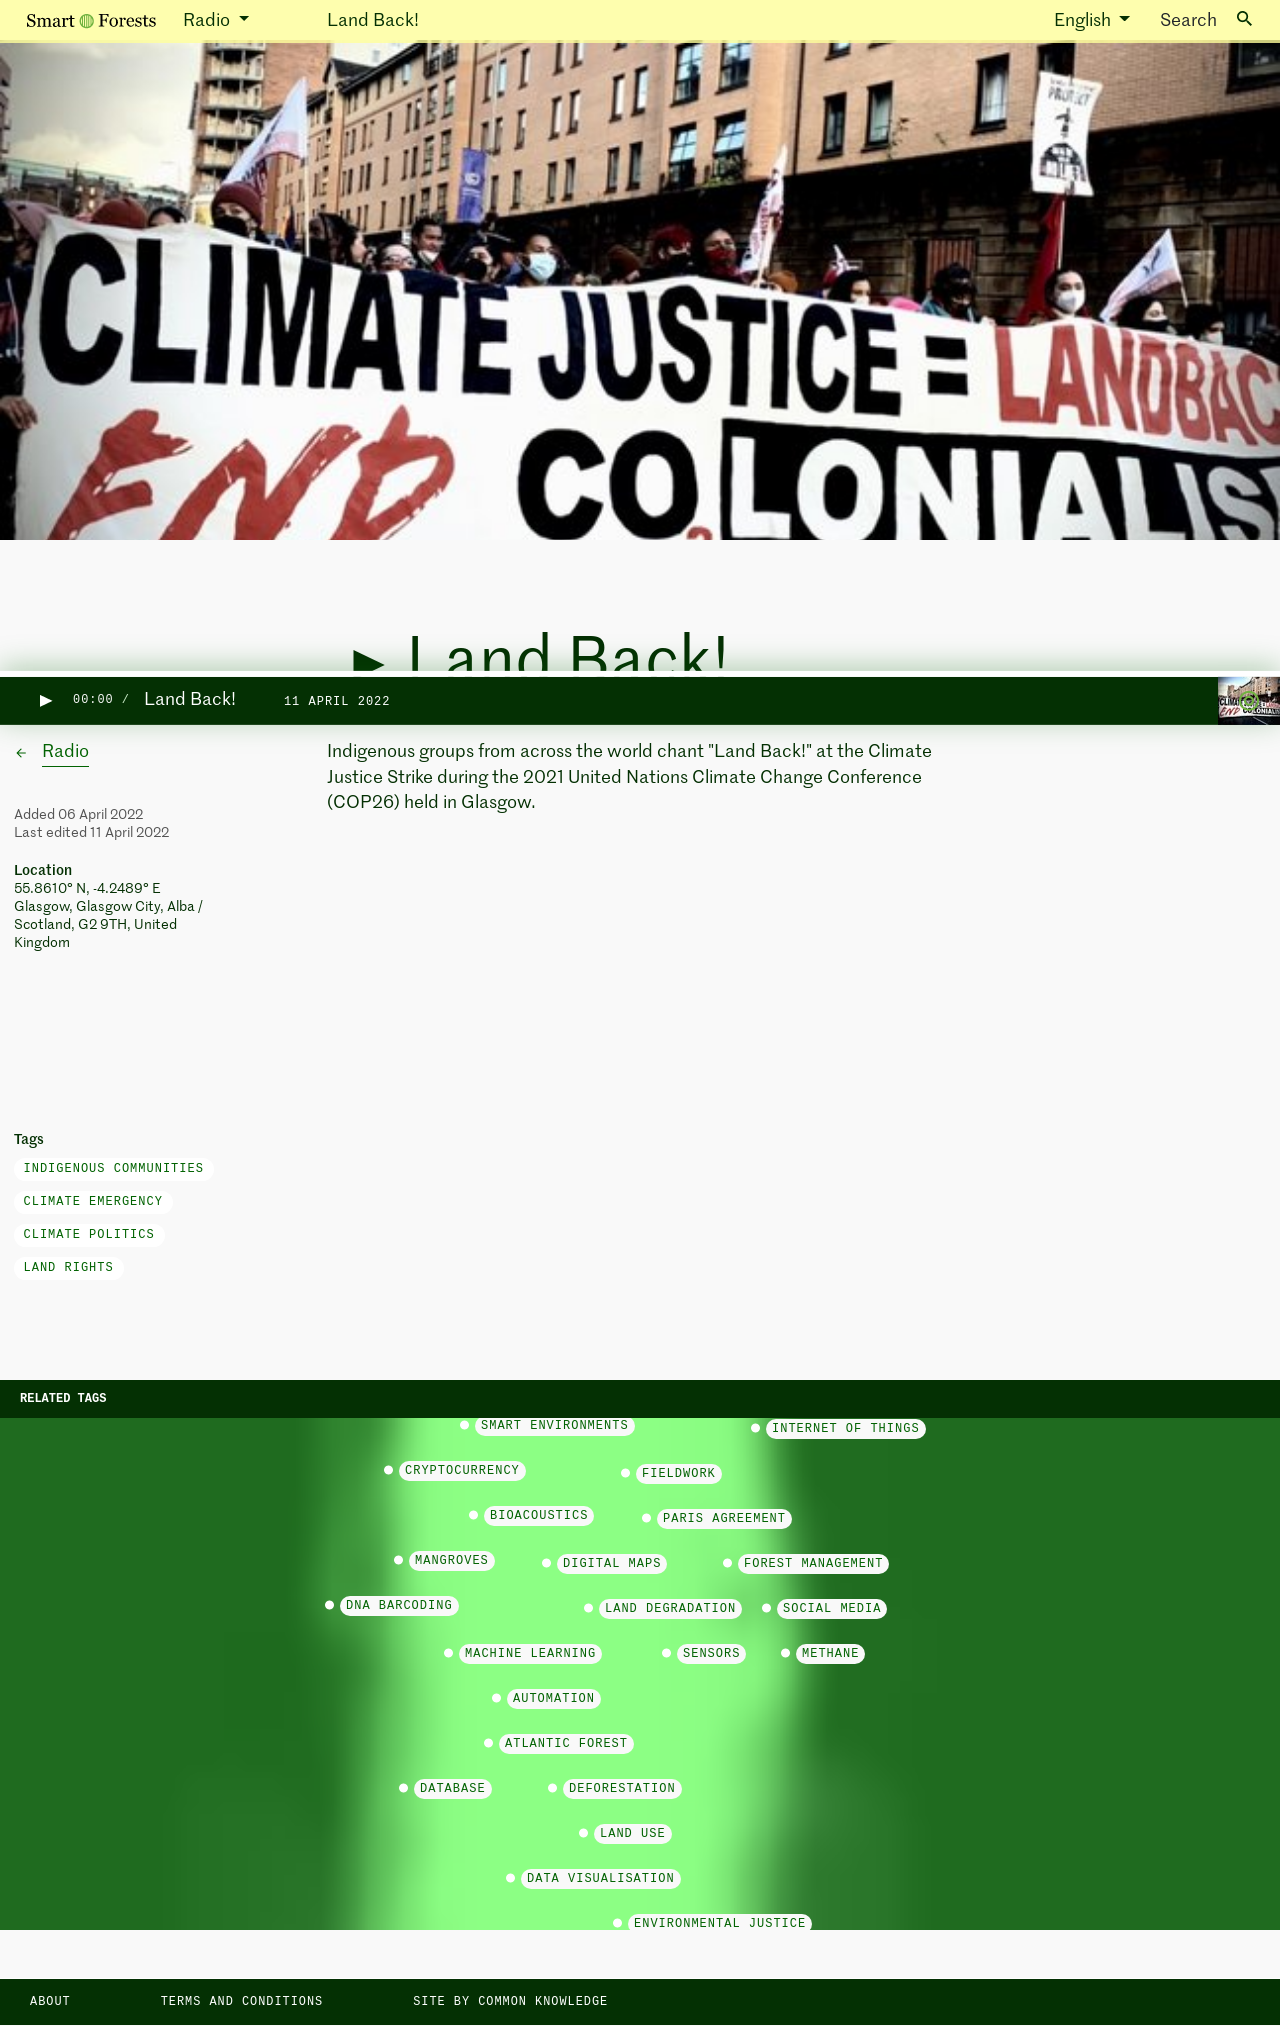 Smart Forests Radio Land Back! English Search
PROTECT
CLIMATE JUSTICE = LANDBAC
END COLONIALIS
▶ Land Back!
▶ 00:00 / Land Back! 11 APRIL 2022
← Radio
Indigenous groups from across the world chant "Land Back!" at the Climate
Justice Strike during the 2021 United Nations Climate Change Conference
(COP26) held in Glasgow.
Added 06 April 2022
Last edited 11 April 2022
Location
55.8610° N, -4.2489° E
Glasgow, Glasgow City, Alba /
Scotland, G2 9TH, United
Kingdom
Tags
INDIGENOUS COMMUNITIES
CLIMATE EMERGENCY
CLIMATE POLITICS
LAND RIGHTS
RELATED TAGS
SMART ENVIRONMENTS INTERNET OF THINGS
CRYPTOCURRENCY FIELDWORK
BIOACOUSTICS PARIS AGREEMENT
MANGROVES DIGITAL MAPS FOREST MANAGEMENT
DNA BARCODING LAND DEGRADATION SOCIAL MEDIA
MACHINE LEARNING SENSORS METHANE
AUTOMATION
ATLANTIC FOREST
DATABASE DEFORESTATION
LAND USE
DATA VISUALISATION
ENVIRONMENTAL JUSTICE
ABOUT TERMS AND CONDITIONS SITE BY COMMON KNOWLEDGE